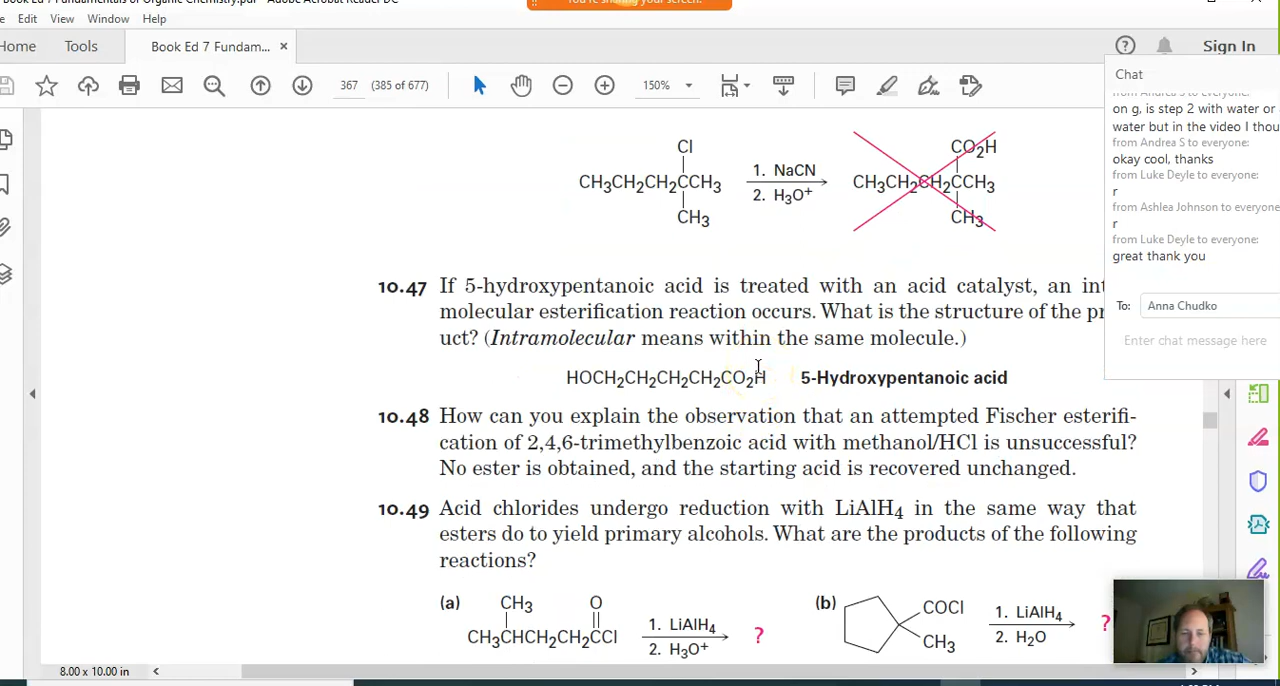 Book Ed 7 Fundamentals of Organic Chemistry.pdf - Adobe Acrobat Reader DC
You're sharing your screen.
Edit View Window Help
Home Tools Book Ed 7 Fundam... × Sign In
367 (385 of 677) 150%
Chat
from Andrea S to everyone:
on g, is step 2 with water or
water but in the video I thou
from Andrea S to everyone:
okay cool, thanks
from Luke Deyle to everyone:
r
from Ashlea Johnson to everyone
r
from Luke Deyle to everyone:
great thank you
To: Anna Chudko
Enter chat message here
Cl
CH3CH2CH2CCH3
CH3
1. NaCN
2. H3O+
CO2H
CH3CH2CH2CCH3
CH3
10.47 If 5-hydroxypentanoic acid is treated with an acid catalyst, an int
molecular esterification reaction occurs. What is the structure of the pr
uct? (Intramolecular means within the same molecule.)
HOCH2CH2CH2CH2CO2H 5-Hydroxypentanoic acid
10.48 How can you explain the observation that an attempted Fischer esterifi-
cation of 2,4,6-trimethylbenzoic acid with methanol/HCl is unsuccessful?
No ester is obtained, and the starting acid is recovered unchanged.
10.49 Acid chlorides undergo reduction with LiAlH4 in the same way that
esters do to yield primary alcohols. What are the products of the following
reactions?
(a) CH3 O
CH3CHCH2CH2CCl
1. LiAlH4
2. H3O+
?
(b) COCl
CH3
1. LiAlH4
2. H2O
?
8.00 x 10.00 in